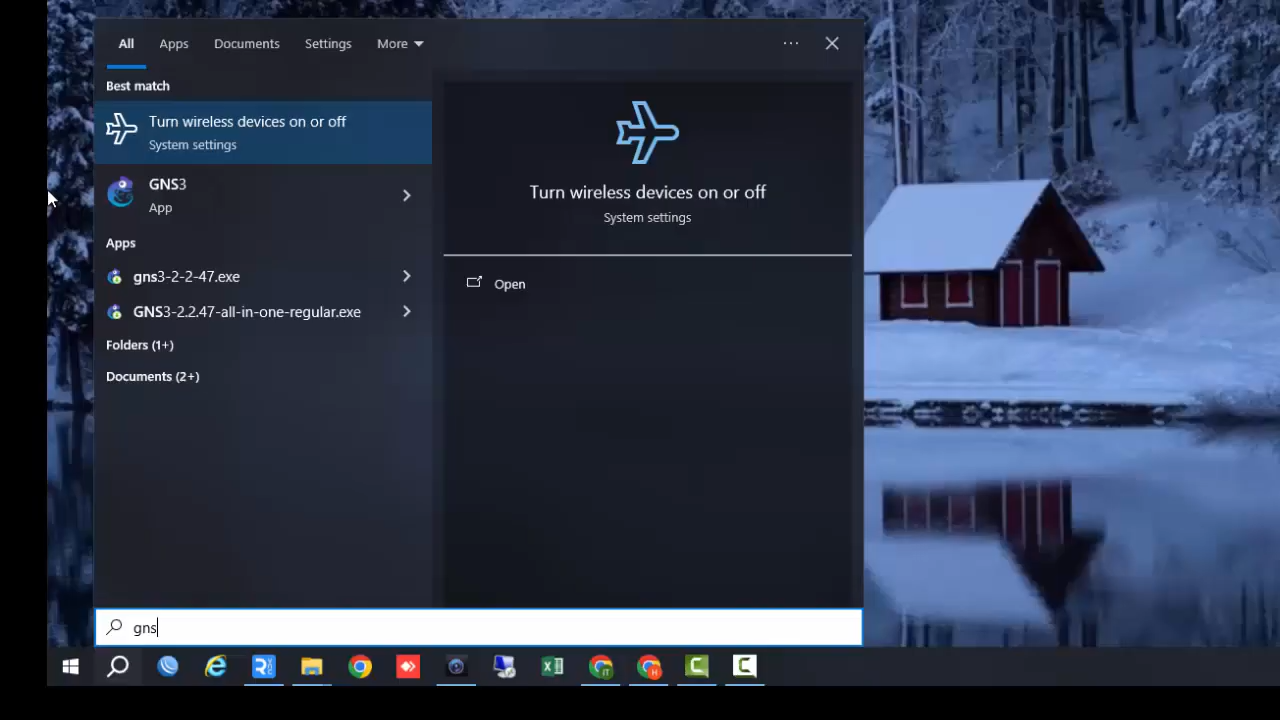 All Apps Documents Settings More
Best match
Turn wireless devices on or off
System settings
GNS3
App
Apps
gns3-2-2-47.exe
GNS3-2.2.47-all-in-one-regular.exe
Folders (1+)
Documents (2+)
Turn wireless devices on or off
System settings
Open
gns